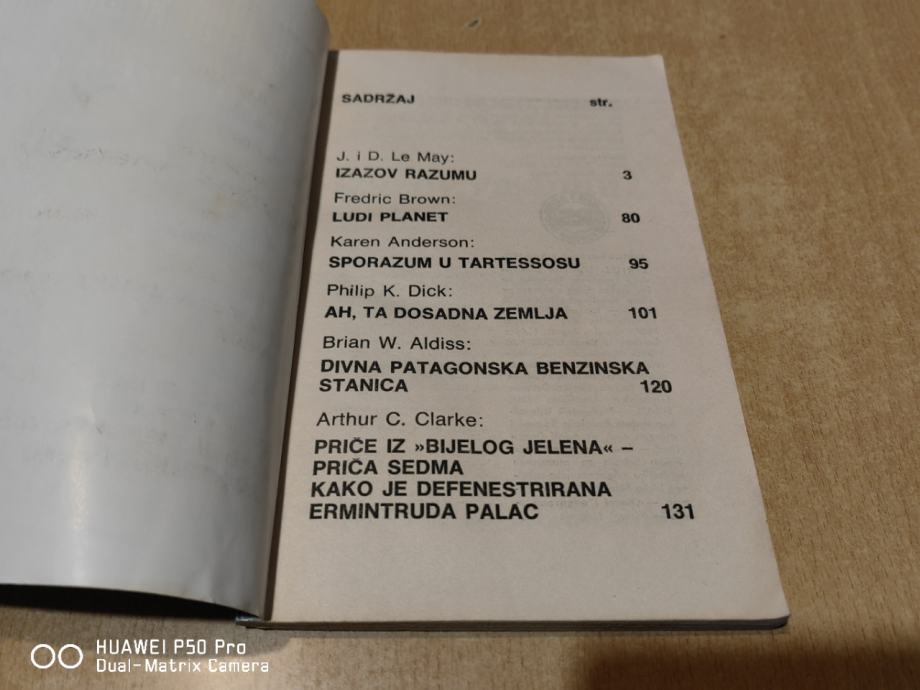 SADRŽAJ str.
J. i D. Le May:
IZAZOV RAZUMU 3
Fredric Brown:
LUDI PLANET 80
Karen Anderson:
SPORAZUM U TARTESSOSU 95
Philip K. Dick:
AH, TA DOSADNA ZEMLJA 101
Brian W. Aldiss:
DIVNA PATAGONSKA BENZINSKA
STANICA 120
Arthur C. Clarke:
PRIČE IZ »BIJELOG JELENA« –
PRIČA SEDMA
KAKO JE DEFENESTRIRANA
ERMINTRUDA PALAC 131
HUAWEI P50 Pro
Dual-Matrix Camera